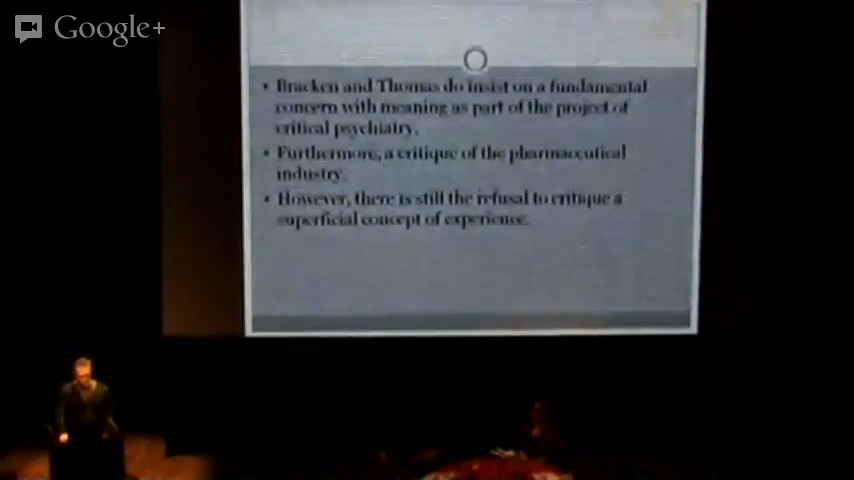 Google+
• Bracken and Thomas do insist on a fundamental
concern with meaning as part of the project of
critical psychiatry.
• Furthermore, a critique of the pharmaceutical
industry.
• However, there is still the refusal to critique a
superficial concept of experience.